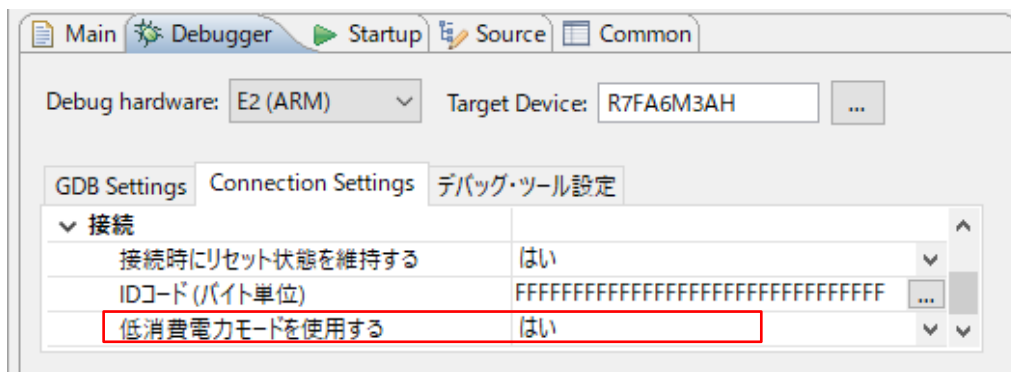 Main Debugger Startup Source Common
Debug hardware: E2 (ARM) Target Device: R7FA6M3AH ...
GDB Settings Connection Settings デバッグ・ツール設定
接続
接続時にリセット状態を維持する はい
IDコード (バイト単位) FFFFFFFFFFFFFFFFFFFFFFFFFFFFFFFF ...
低消費電力モードを使用する はい